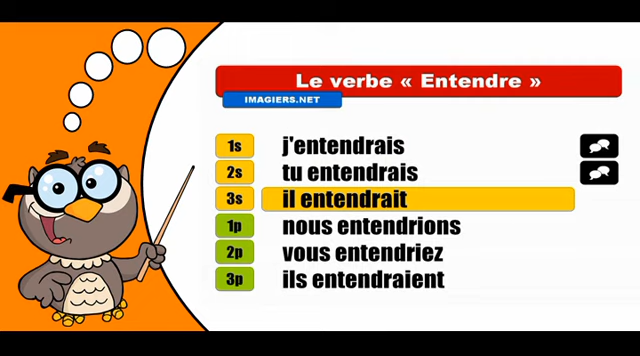 Le verbe « Entendre »
IMAGIERS.NET
1s j'entendrais
2s tu entendrais
3s il entendrait
1p nous entendrions
2p vous entendriez
3p ils entendraient